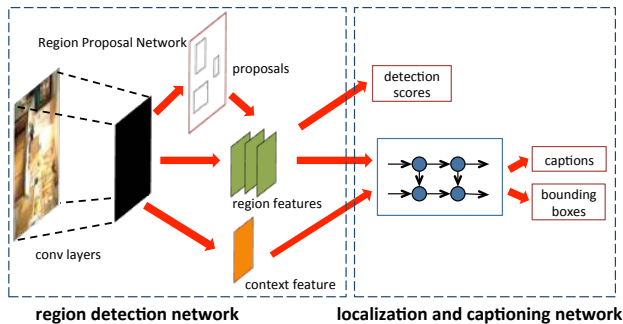 Region Proposal Network
proposals
detection
scores
captions
bounding
boxes
region features
conv layers
context feature
region detection network
localization and captioning network